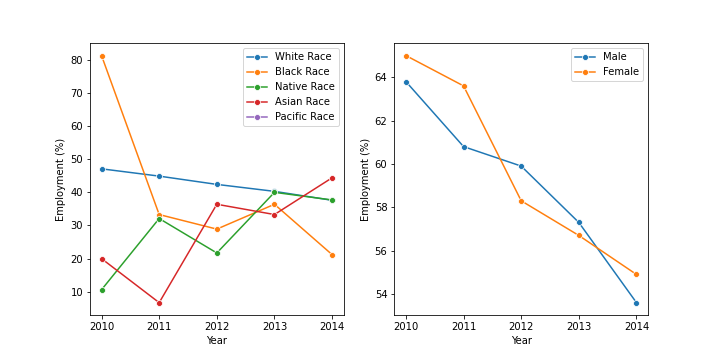 White Race
Black Race
Native Race
Asian Race
Pacific Race
80
70
60
50
40
30
20
10
Employment (%)
2010 2011 2012 2013 2014
Year
Male
Female
64
62
60
58
56
54
Employment (%)
2010 2011 2012 2013 2014
Year